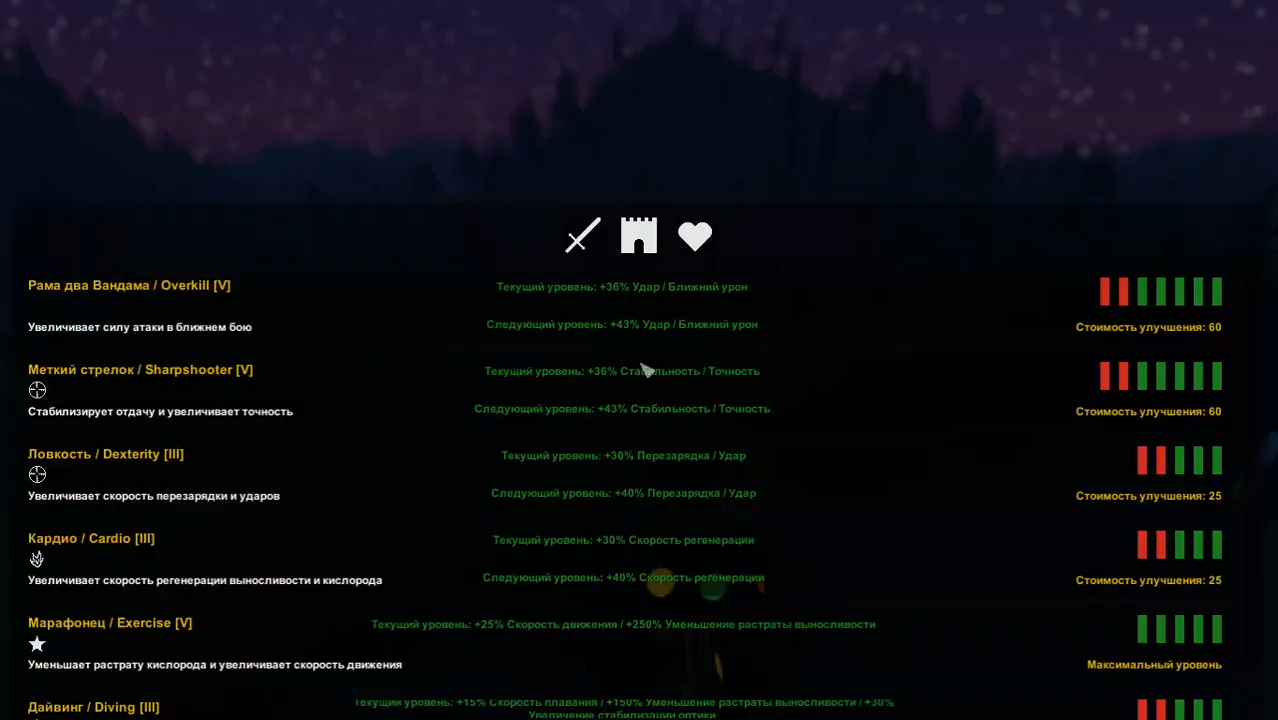 Рама два Вандама / Overkill [V]
Текущий уровень: +36% Удар / Ближний урон
Увеличивает силу атаки в ближнем бою
Следующий уровень: +43% Удар / Ближний урон
Стоимость улучшения: 60
Меткий стрелок / Sharpshooter [V]
Текущий уровень: +36% Стабильность / Точность
Стабилизирует отдачу и увеличивает точность
Следующий уровень: +43% Стабильность / Точность
Стоимость улучшения: 60
Ловкость / Dexterity [III]
Текущий уровень: +30% Перезарядка / Удар
Увеличивает скорость перезарядки и ударов
Следующий уровень: +40% Перезарядка / Удар
Стоимость улучшения: 25
Кардио / Cardio [III]
Текущий уровень: +30% Скорость регенерации
Увеличивает скорость регенерации выносливости и кислорода
Следующий уровень: +40% Скорость регенерации
Стоимость улучшения: 25
Марафонец / Exercise [V]
Текущий уровень: +25% Скорость движения / +250% Уменьшение растраты выносливости
Уменьшает растрату кислорода и увеличивает скорость движения
Максимальный уровень
Дайвинг / Diving [III]
Текущий уровень: +15% Скорость плавания / +150% Уменьшение растраты выносливости / +30%
Увеличение стабилизации оптики